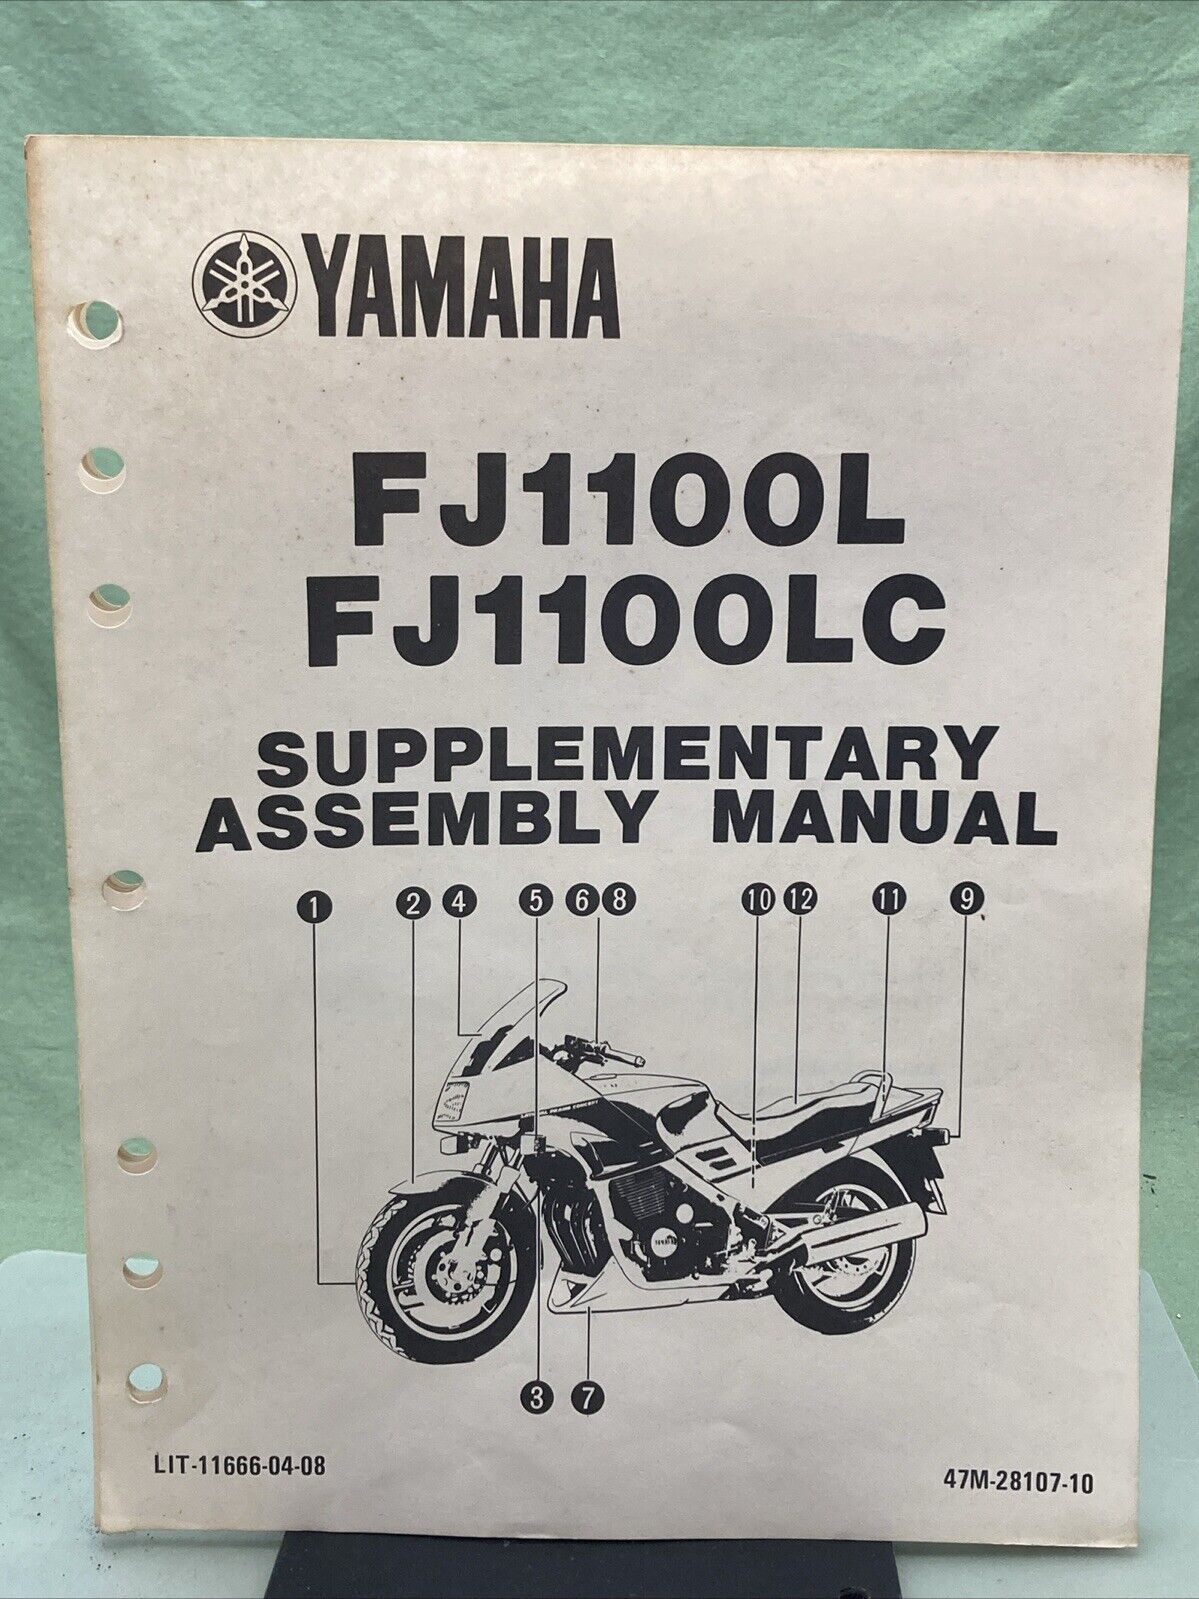 YAMAHA
FJ1100L
FJ1100LC
SUPPLEMENTARY
ASSEMBLY MANUAL
1 2 4 5 6 8 10 12 11 9
3 7
LIT-11666-04-08
47M-28107-10